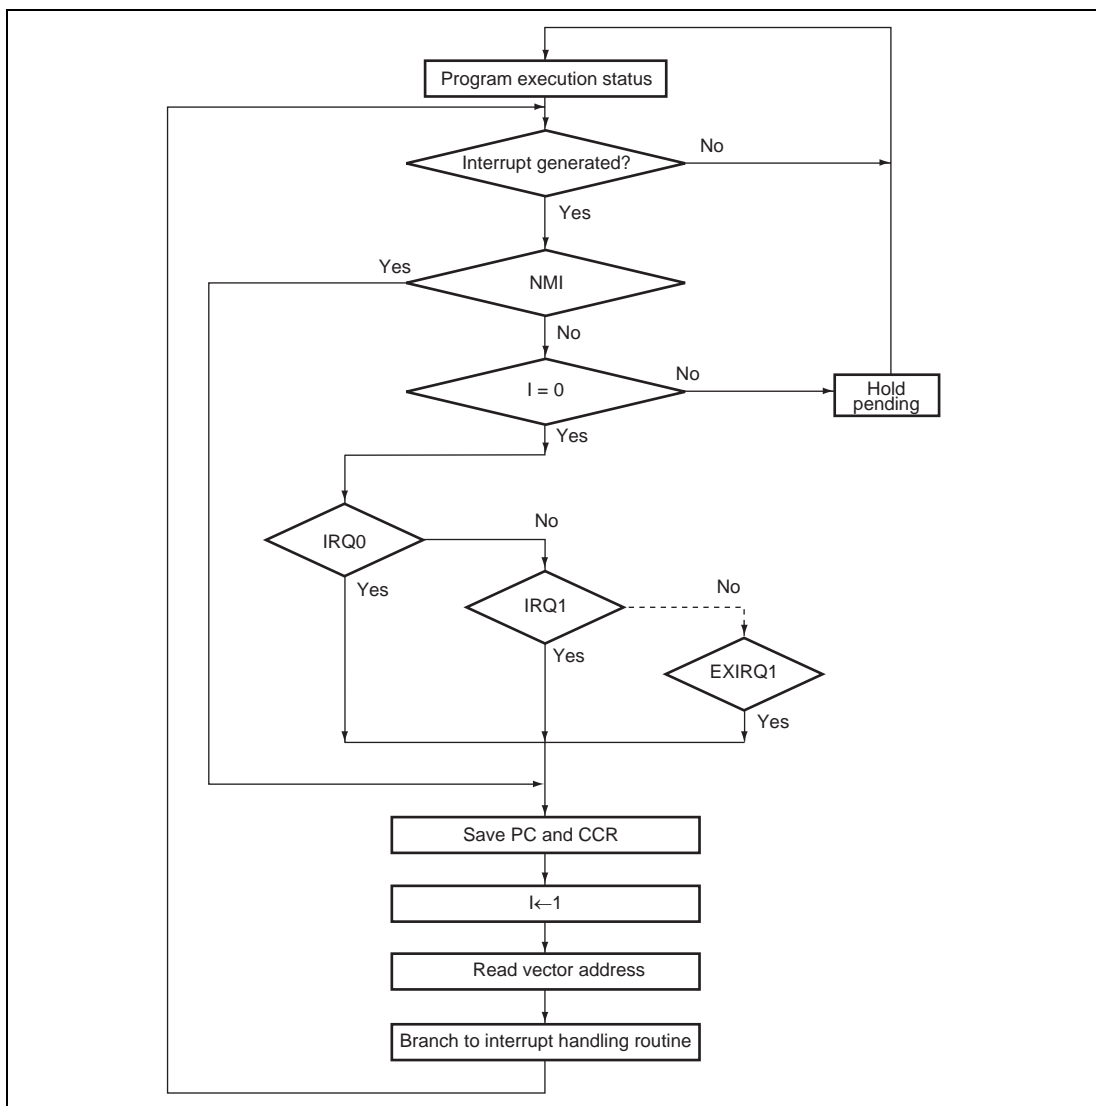 Program execution status
Interrupt generated?
No
Yes
Yes
NMI
No
I = 0
No
Hold
pending
Yes
IRQ0
No
Yes
IRQ1
No
Yes
EXIRQ1
Yes
Save PC and CCR
I←1
Read vector address
Branch to interrupt handling routine